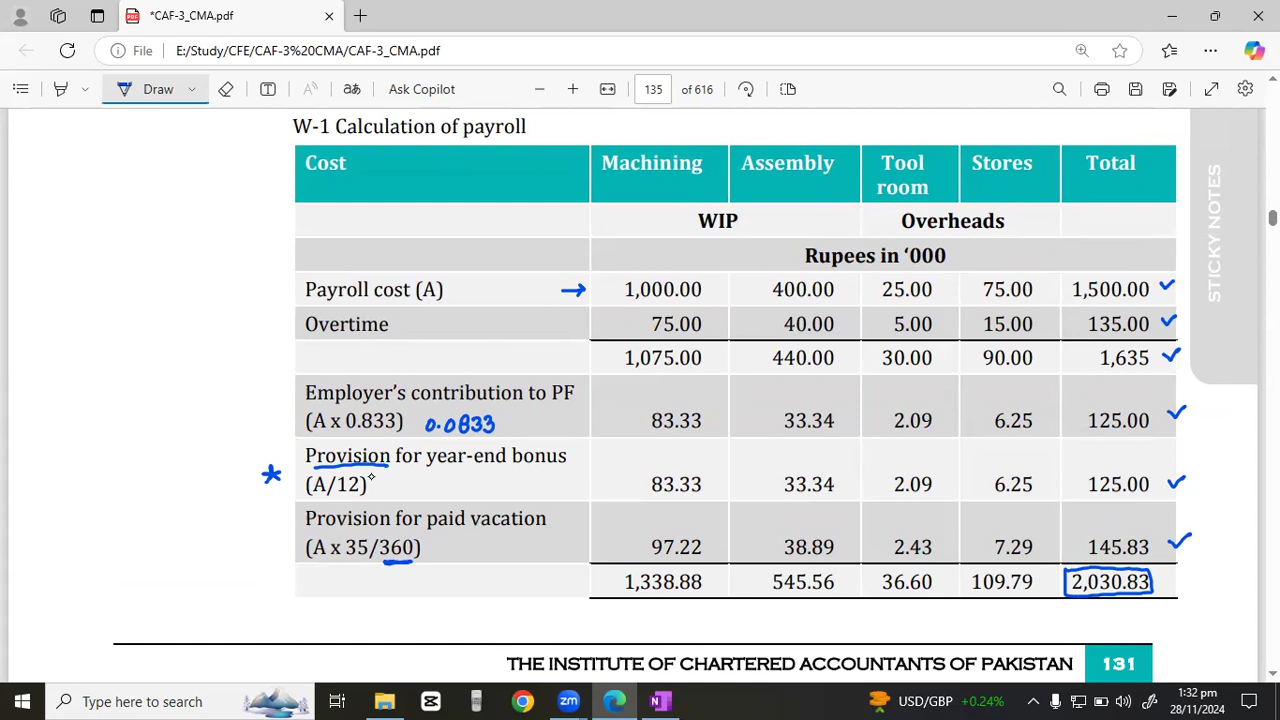 *CAF-3_CMA.pdf
File E:/Study/CFE/CAF-3%20CMA/CAF-3_CMA.pdf
Draw aあ Ask Copilot 135 of 616
W-1 Calculation of payroll
Cost Machining Assembly Tool room Stores Total
WIP Overheads
Rupees in ‘000
Payroll cost (A) → 1,000.00 400.00 25.00 75.00 1,500.00
Overtime 75.00 40.00 5.00 15.00 135.00
1,075.00 440.00 30.00 90.00 1,635
Employer’s contribution to PF
(A x 0.833) 0.0833 83.33 33.34 2.09 6.25 125.00
* Provision for year-end bonus
(A/12) 83.33 33.34 2.09 6.25 125.00
Provision for paid vacation
(A x 35/360) 97.22 38.89 2.43 7.29 145.83
1,338.88 545.56 36.60 109.79 2,030.83
STICKY NOTES
THE INSTITUTE OF CHARTERED ACCOUNTANTS OF PAKISTAN 131
Type here to search zm USD/GBP +0.24% 1:32 pm
28/11/2024